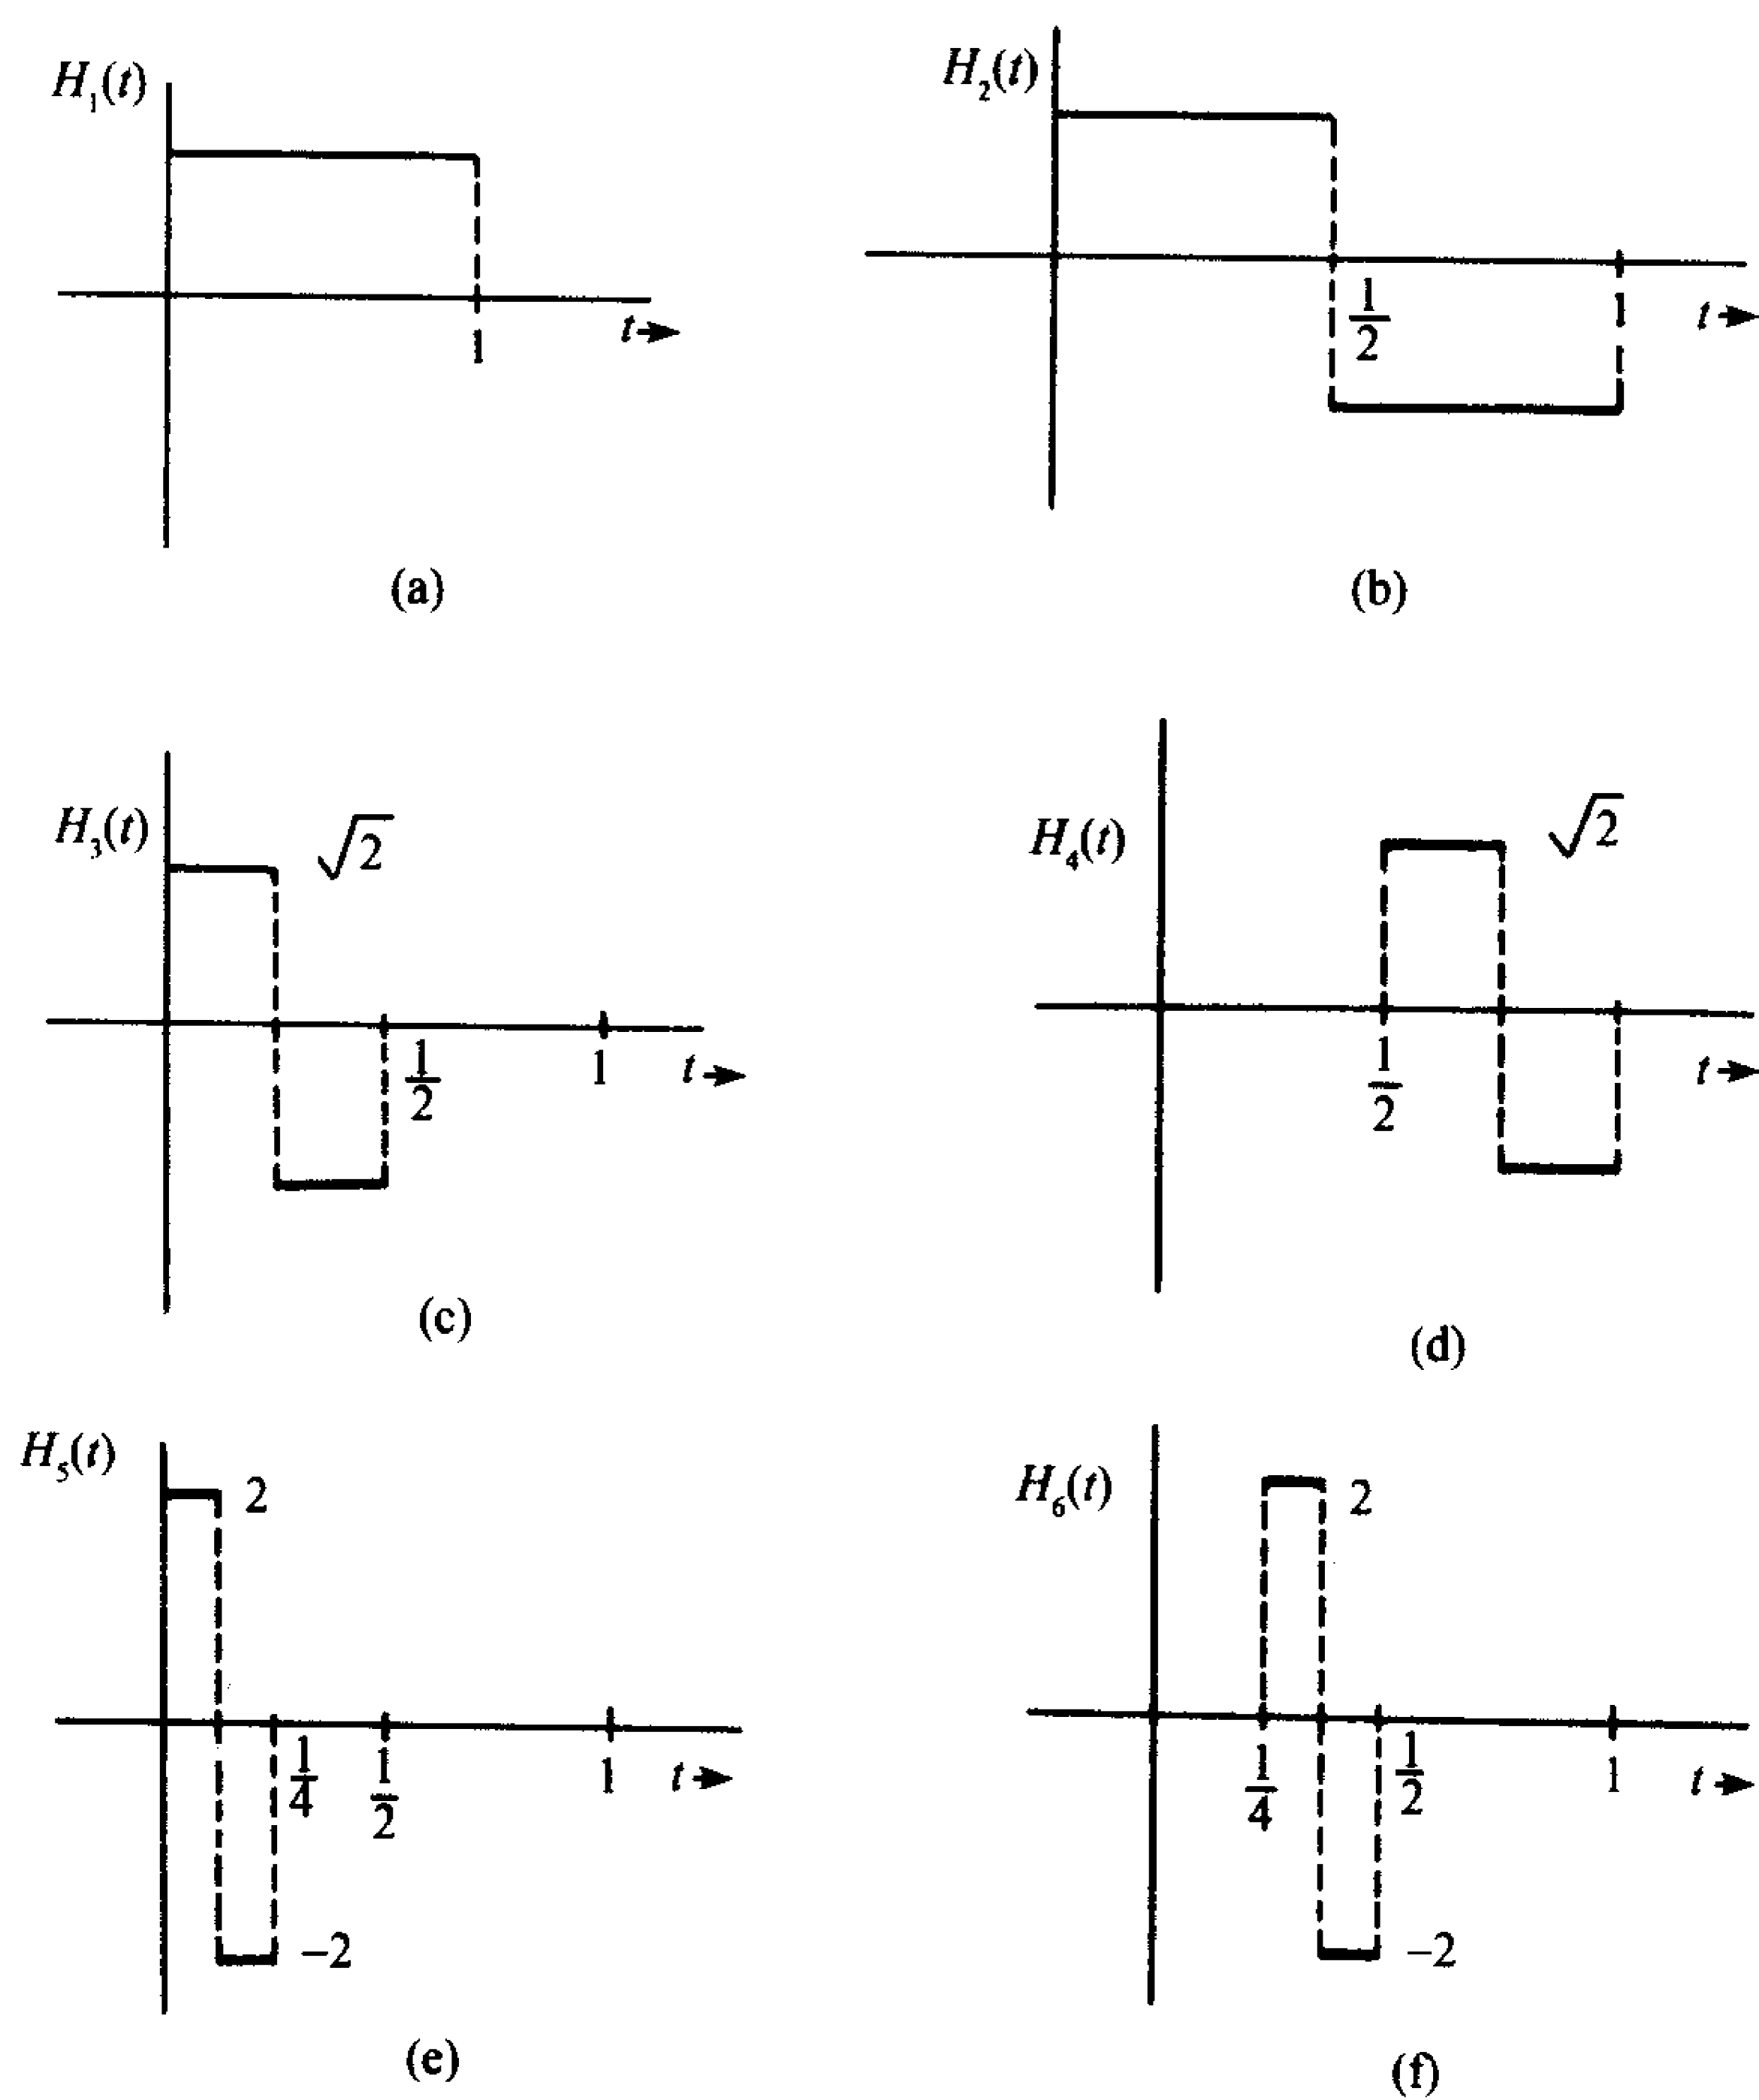 H₁(t)
1
t→
(a)
H₂(t)
1/2
1
t→
(b)
H₃(t)
√2
1/2
1
t→
(c)
H₄(t)
√2
1/2
t→
(d)
H₅(t)
2
1/4
1/2
1
t→
−2
(e)
H₆(t)
2
1/4
1/2
1
t→
−2
(f)